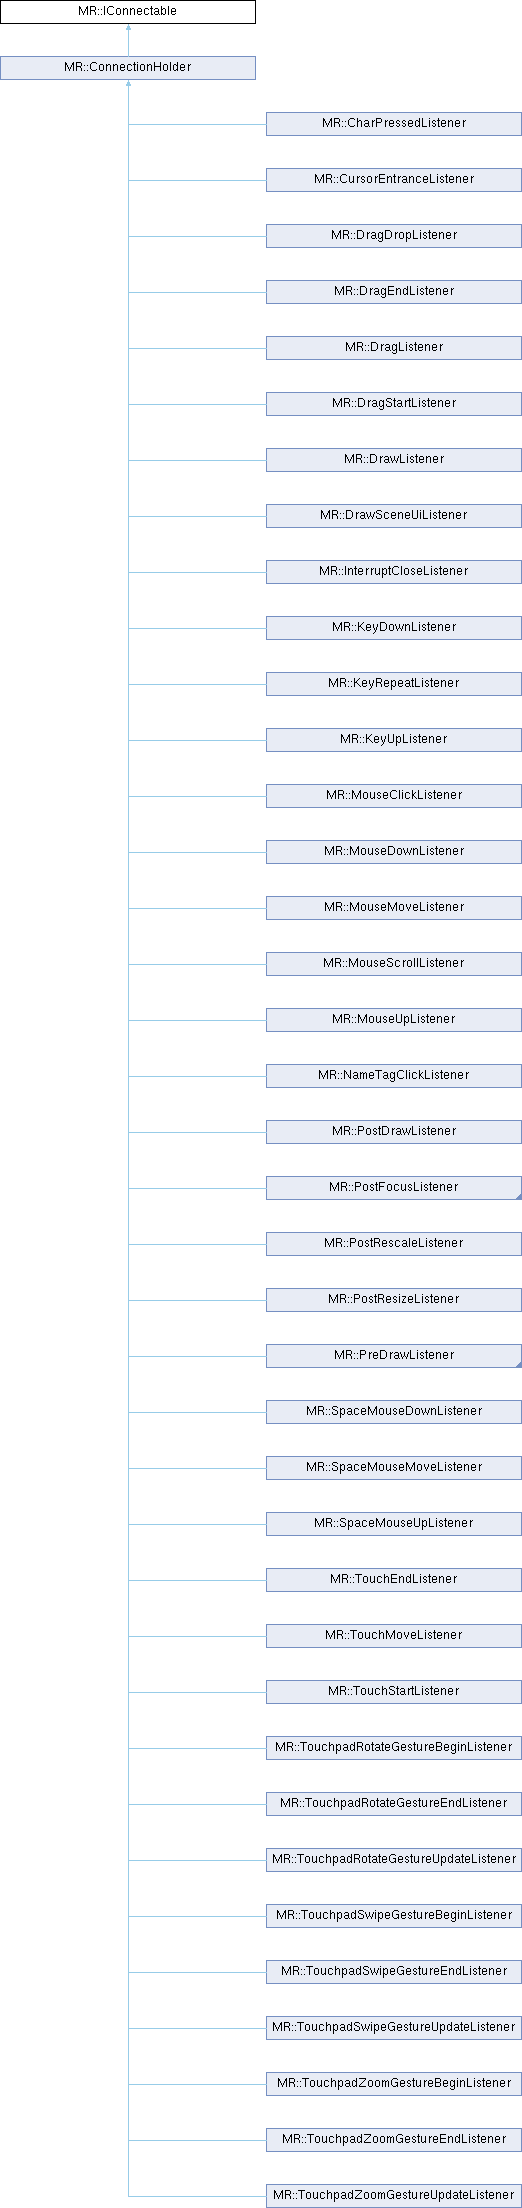 MR::IConnectable
MR::ConnectionHolder
MR::CharPressedListener
MR::CursorEntranceListener
MR::DragDropListener
MR::DragEndListener
MR::DragListener
MR::DragStartListener
MR::DrawListener
MR::DrawSceneUiListener
MR::InterruptCloseListener
MR::KeyDownListener
MR::KeyRepeatListener
MR::KeyUpListener
MR::MouseClickListener
MR::MouseDownListener
MR::MouseMoveListener
MR::MouseScrollListener
MR::MouseUpListener
MR::NameTagClickListener
MR::PostDrawListener
MR::PostFocusListener
MR::PostRescaleListener
MR::PostResizeListener
MR::PreDrawListener
MR::SpaceMouseDownListener
MR::SpaceMouseMoveListener
MR::SpaceMouseUpListener
MR::TouchEndListener
MR::TouchMoveListener
MR::TouchStartListener
MR::TouchpadRotateGestureBeginListener
MR::TouchpadRotateGestureEndListener
MR::TouchpadRotateGestureUpdateListener
MR::TouchpadSwipeGestureBeginListener
MR::TouchpadSwipeGestureEndListener
MR::TouchpadSwipeGestureUpdateListener
MR::TouchpadZoomGestureBeginListener
MR::TouchpadZoomGestureEndListener
MR::TouchpadZoomGestureUpdateListener